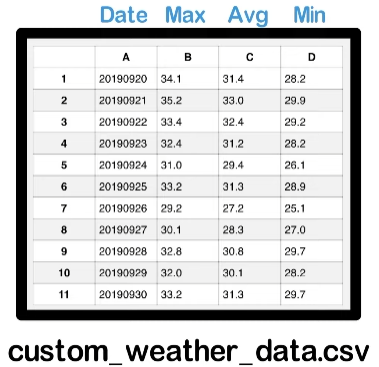 Date Max Avg Min
A B C D
1 20190920 34.1 31.4 28.2
2 20190921 35.2 33.0 29.9
3 20190922 33.4 32.4 29.2
4 20190923 32.4 31.2 28.2
5 20190924 31.0 29.4 26.1
6 20190925 33.2 31.3 28.9
7 20190926 29.2 27.2 25.1
8 20190927 30.1 28.3 27.0
9 20190928 32.8 30.8 29.7
10 20190929 32.0 30.1 28.2
11 20190930 33.2 31.3 29.7
custom_weather_data.csv